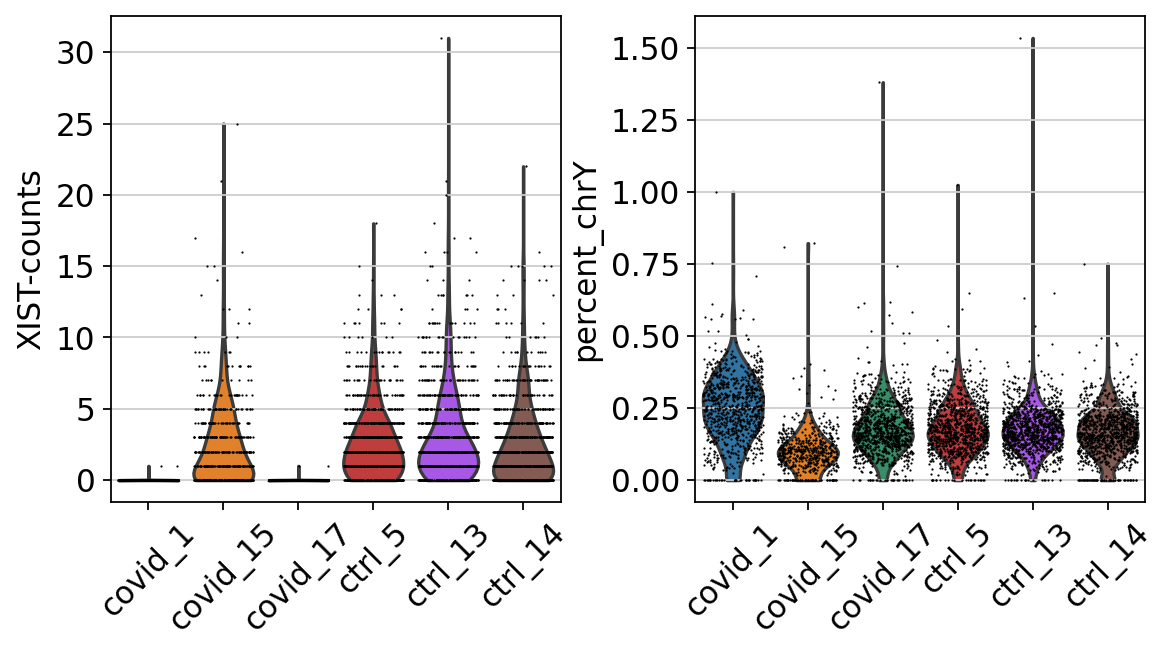 XIST-counts
30
25
20
15
10
5
0
covid_1
covid_15
covid_17
ctrl_5
ctrl_13
ctrl_14
percent_chrY
1.50
1.25
1.00
0.75
0.50
0.25
0.00
covid_1
covid_15
covid_17
ctrl_5
ctrl_13
ctrl_14